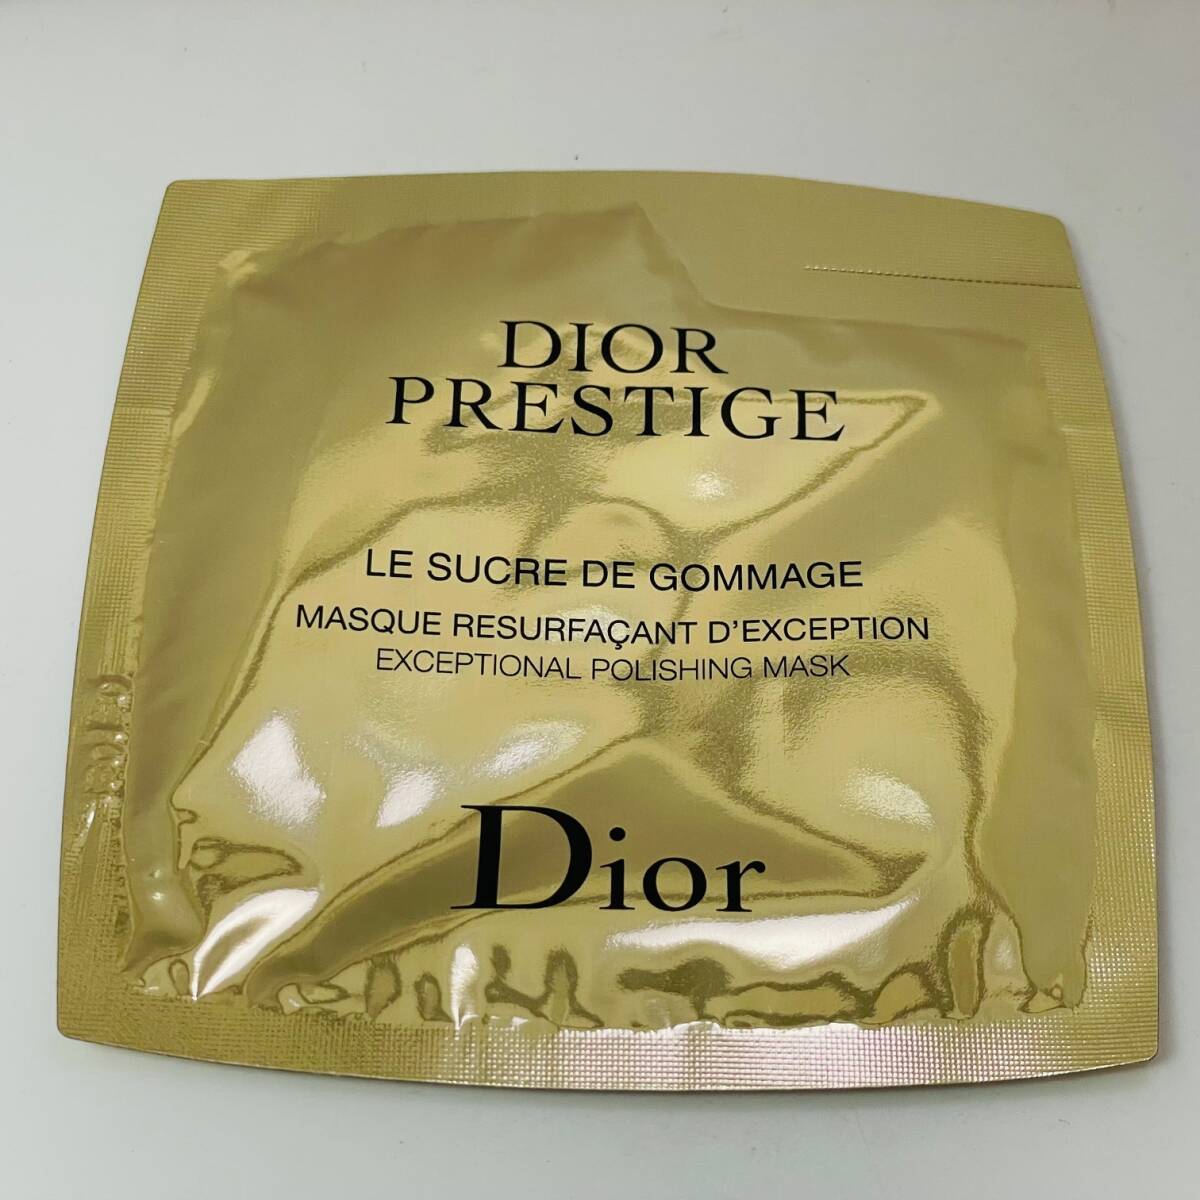 DIOR
PRESTIGE
LE SUCRE DE GOMMAGE
MASQUE RESURFAÇANT D'EXCEPTION
EXCEPTIONAL POLISHING MASK
Dior